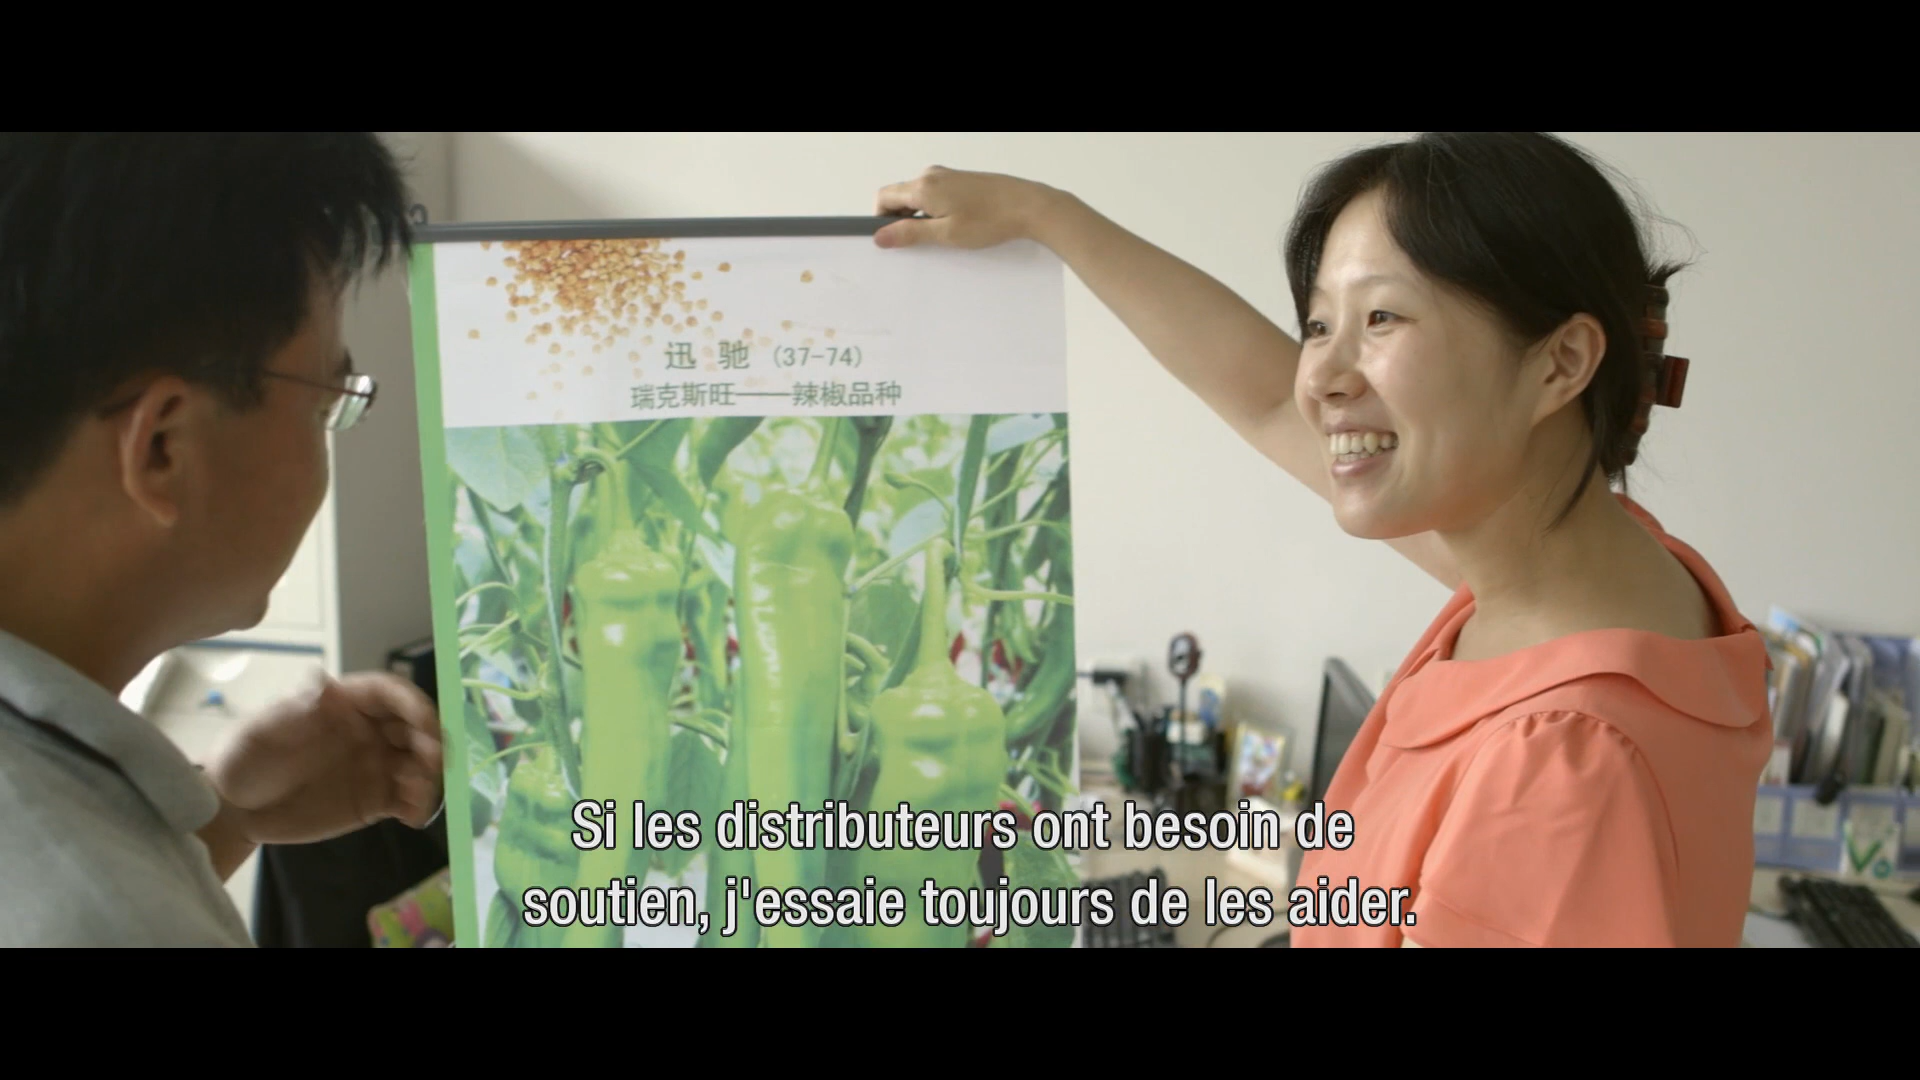 迅 驰 (37-74)
瑞克斯旺——辣椒品种
Si les distributeurs ont besoin de
soutien, j'essaie toujours de les aider.